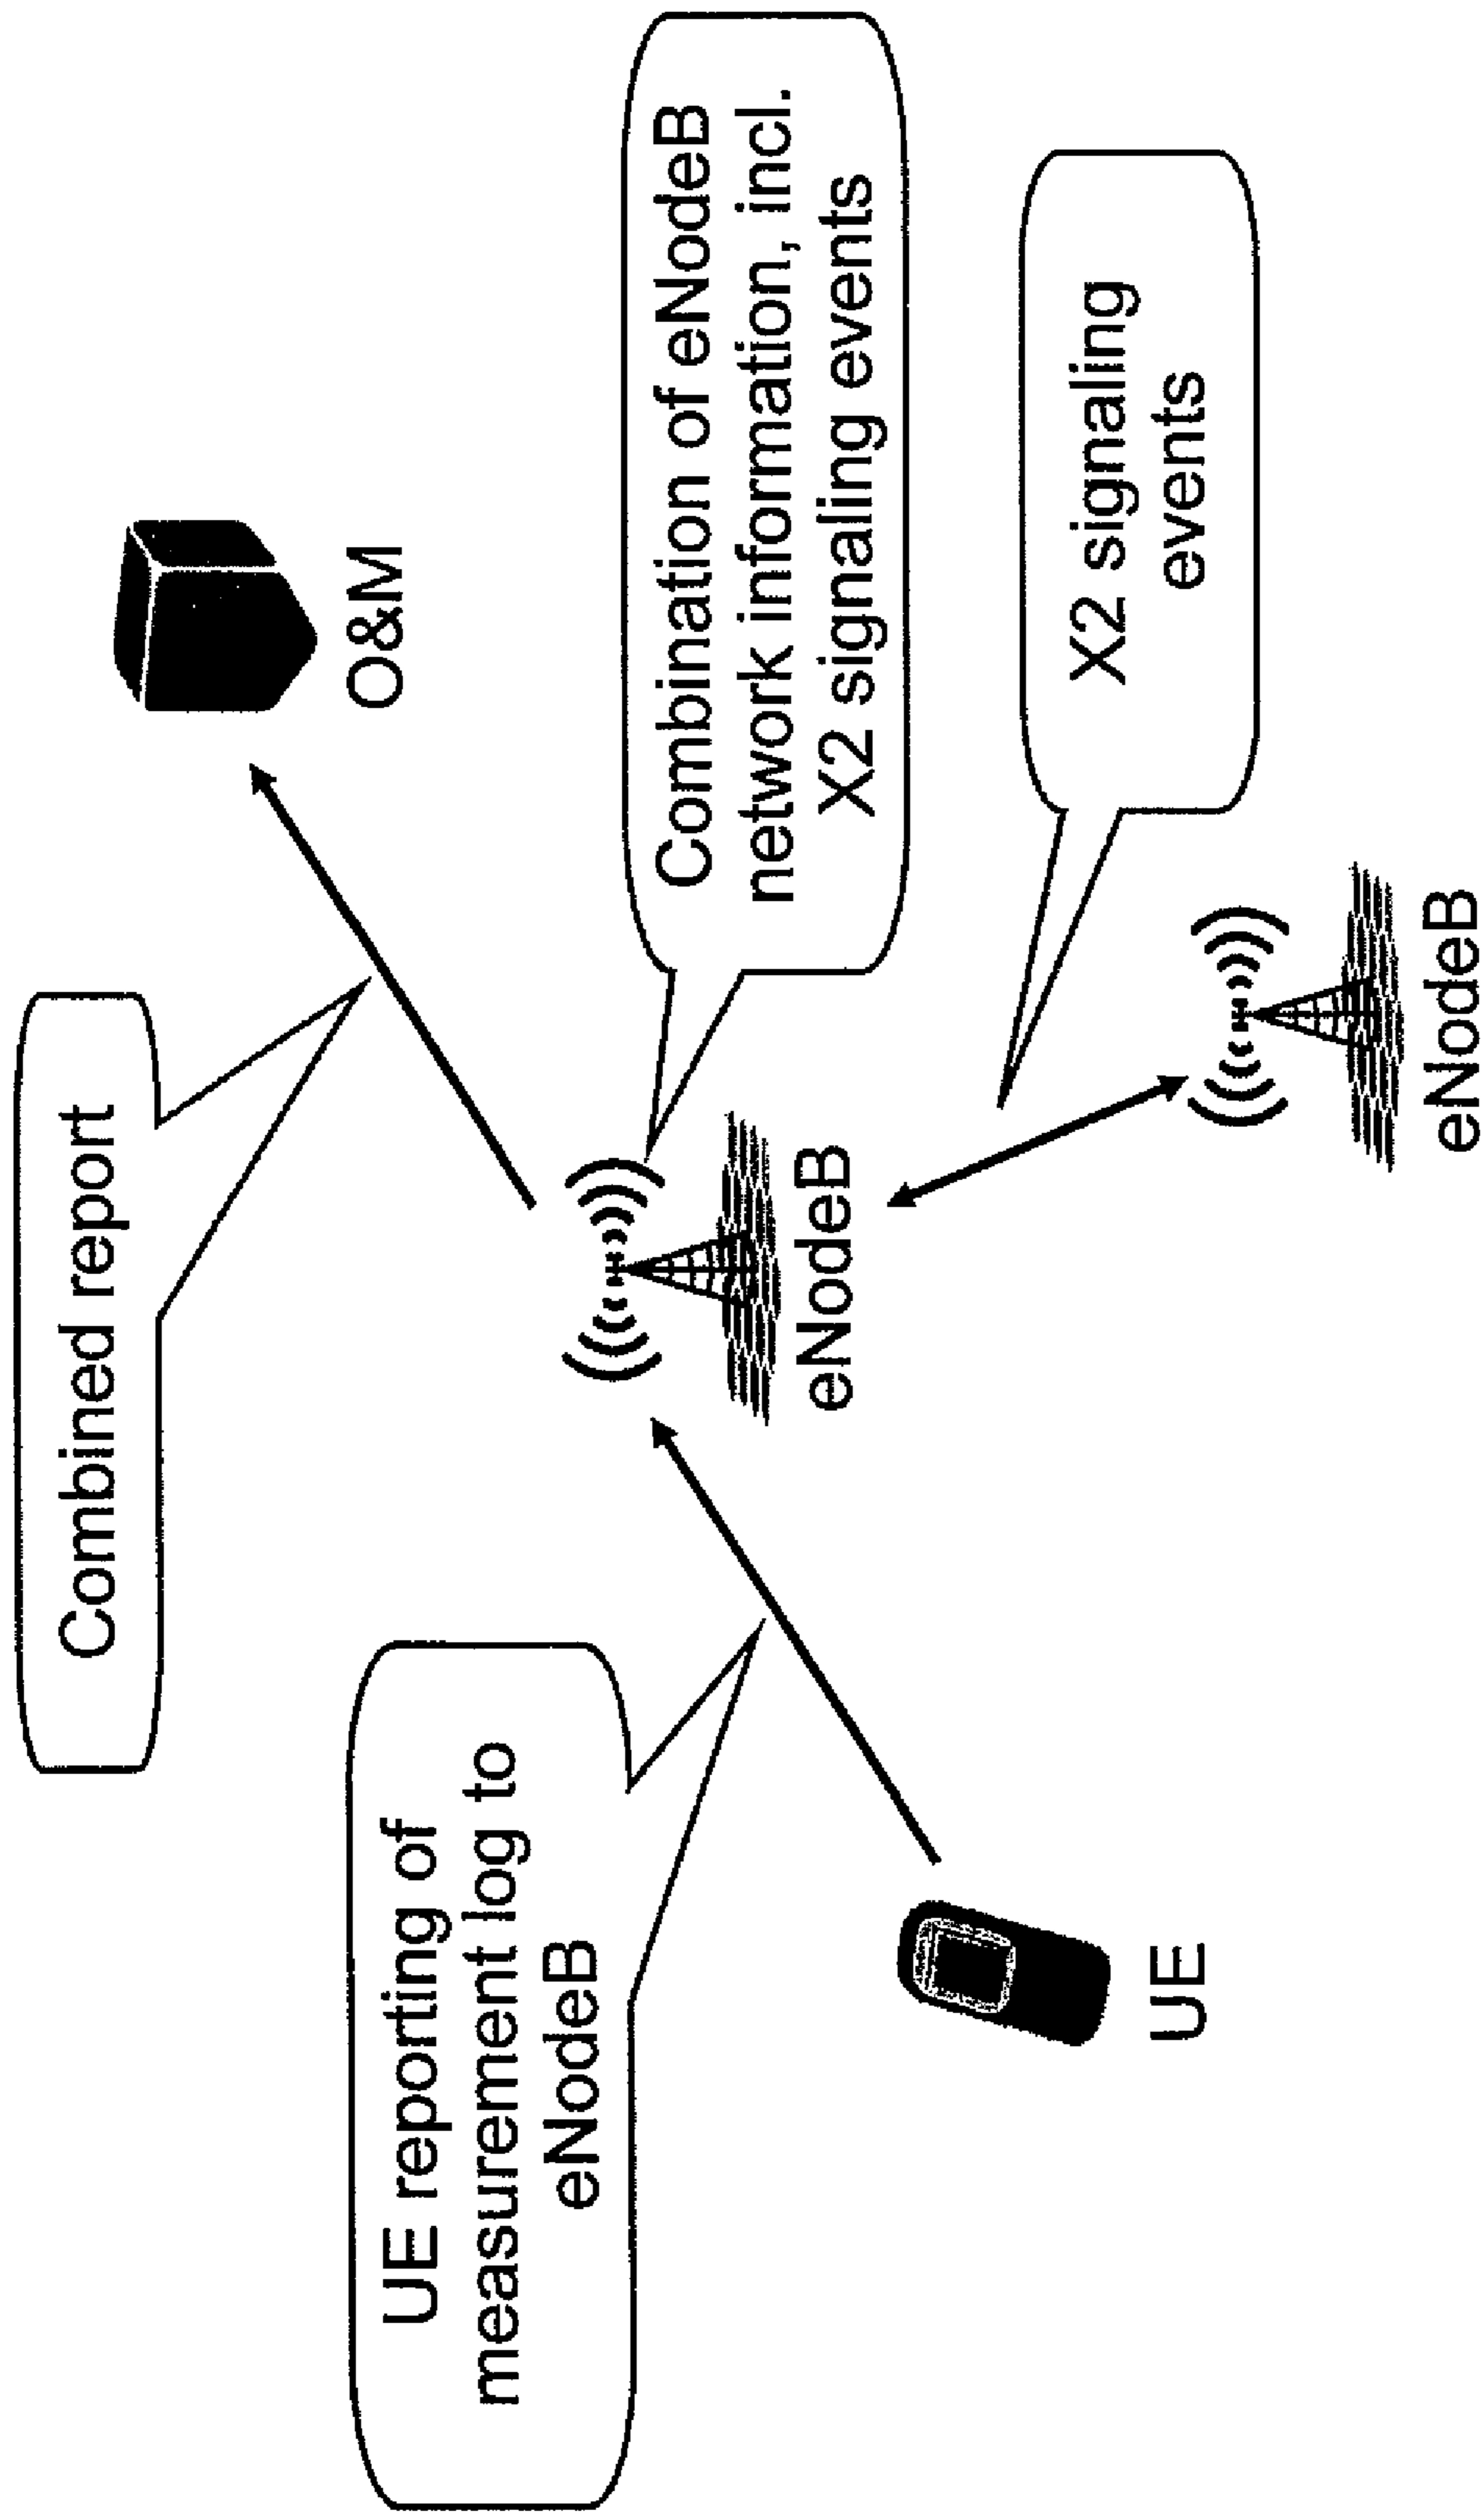 Combined report
UE reporting of
measurement log to
eNodeB
O&M
Combination of eNodeB
network information, incl.
X2 signaling events
eNodeB
X2 signaling
events
UE
eNodeB